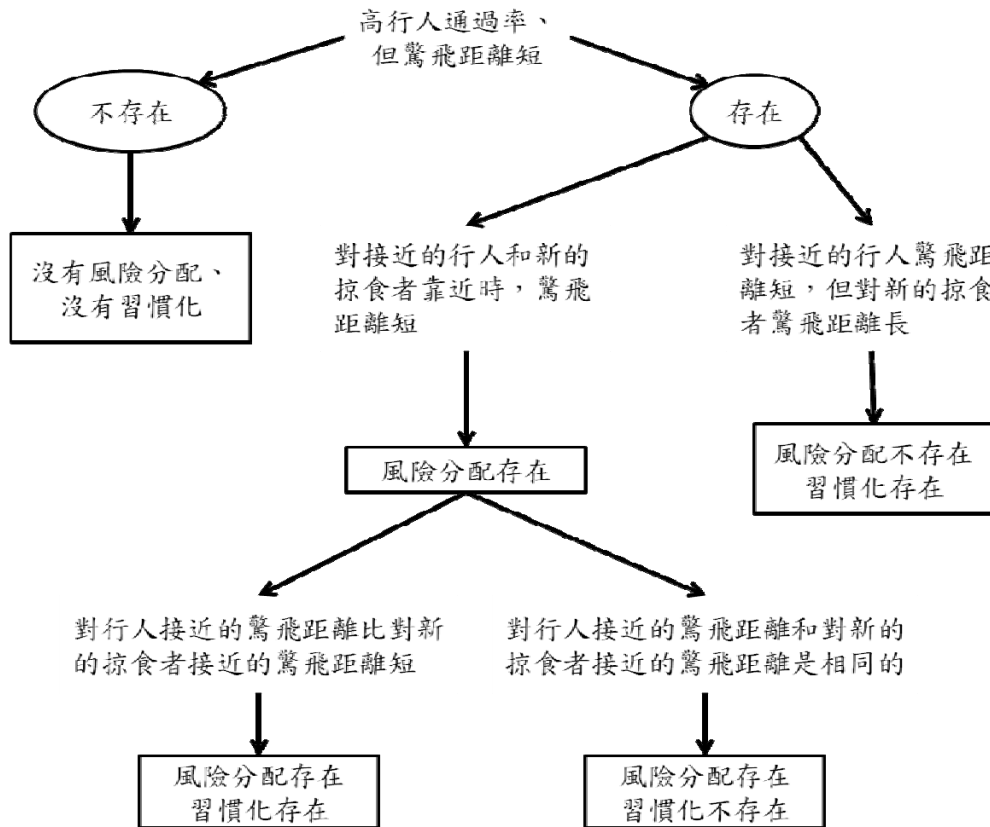 高行人通過率、
但驚飛距離短
不存在
存在
沒有風險分配、
沒有習慣化
對接近的行人和新的
掠食者靠近時，驚飛
距離短
對接近的行人驚飛距
離短，但對新的掠食
者驚飛距離長
風險分配存在
風險分配不存在
習慣化存在
對行人接近的驚飛距離比對新
的掠食者接近的驚飛距離短
對行人接近的驚飛距離和對新的
掠食者接近的驚飛距離是相同的
風險分配存在
習慣化存在
風險分配存在
習慣化不存在